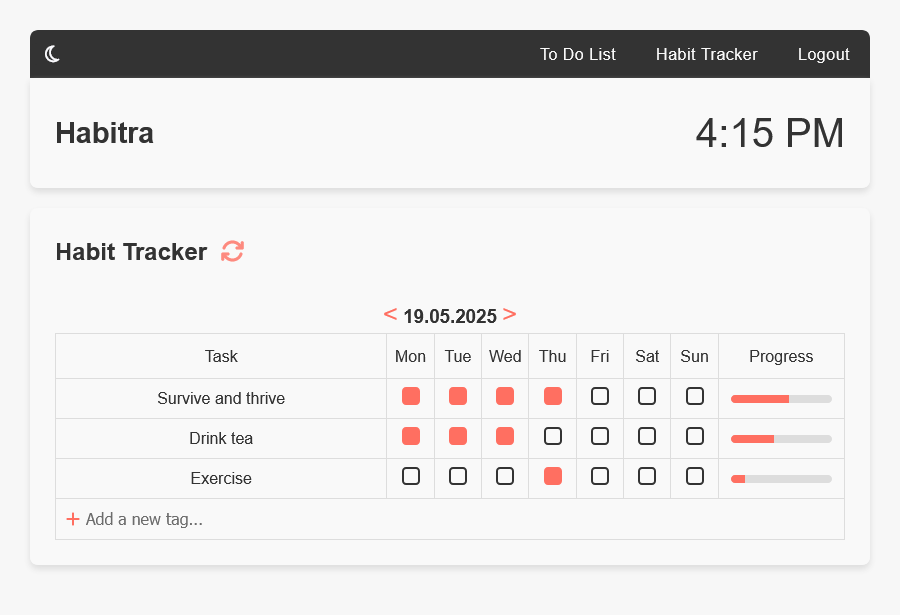 To Do List Habit Tracker Logout
Habitra 4:15 PM
Habit Tracker
< 19.05.2025 >
Task Mon Tue Wed Thu Fri Sat Sun Progress
Survive and thrive
Drink tea
Exercise
+ Add a new tag...